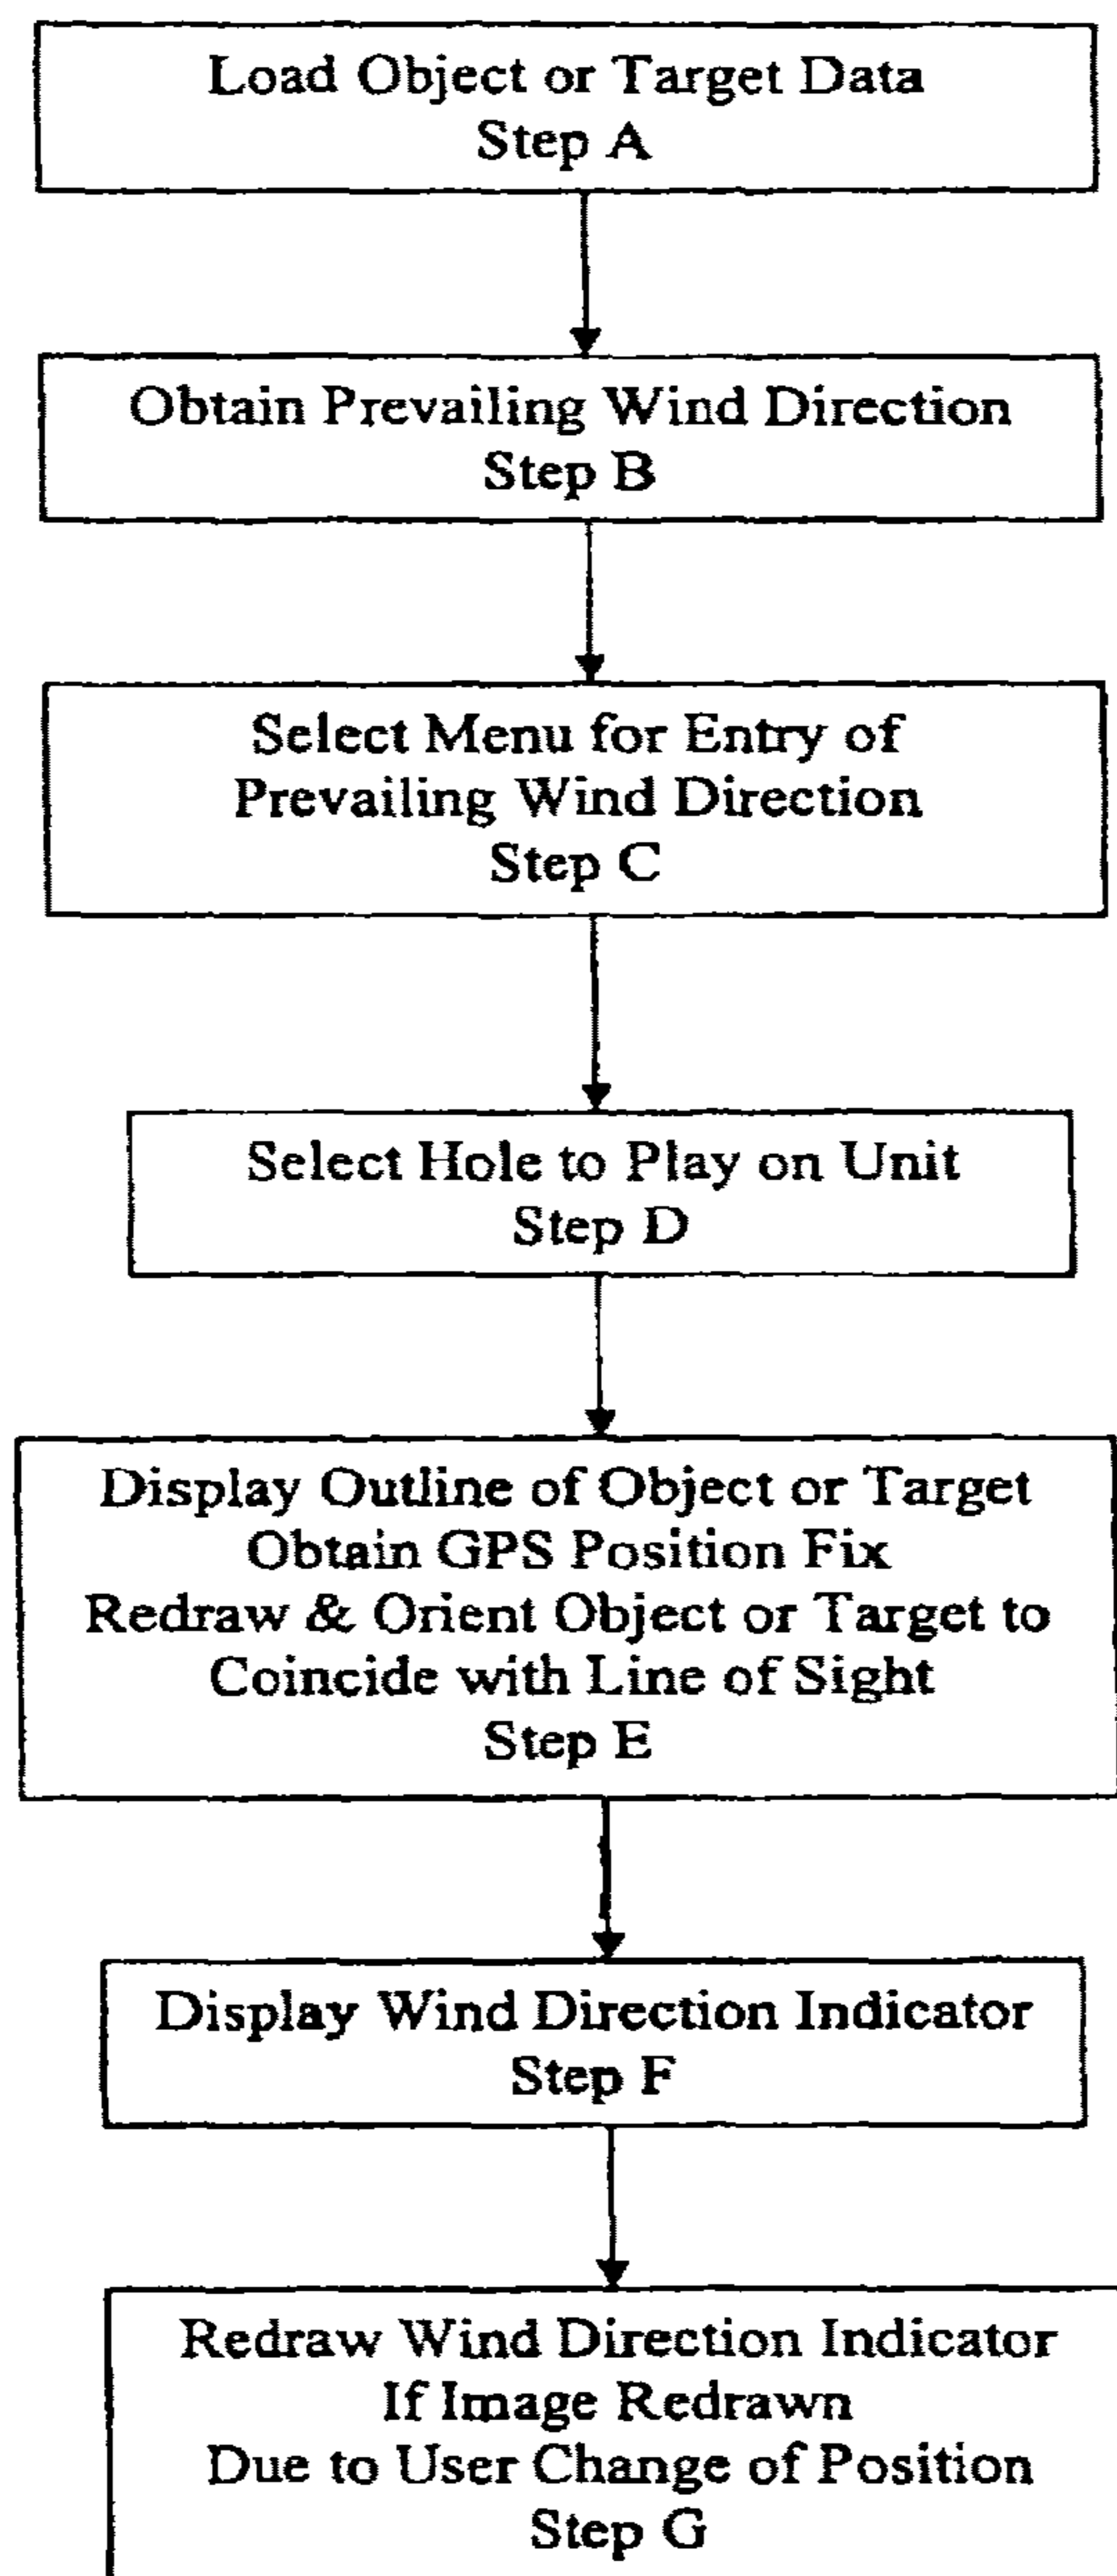 Load Object or Target Data
Step A
Obtain Prevailing Wind Direction
Step B
Select Menu for Entry of
Prevailing Wind Direction
Step C
Select Hole to Play on Unit
Step D
Display Outline of Object or Target
Obtain GPS Position Fix
Redraw & Orient Object or Target to
Coincide with Line of Sight
Step E
Display Wind Direction Indicator
Step F
Redraw Wind Direction Indicator
If Image Redrawn
Due to User Change of Position
Step G